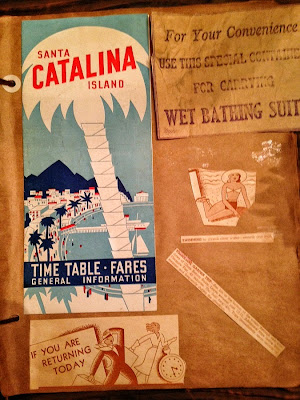 SANTA
CATALINA
ISLAND
TIME TABLE · FARES
GENERAL INFORMATION
For Your Convenience
USE THIS SPECIAL CONTAINER
FOR CARRYING
WET BATHING SUIT
IF YOU ARE
RETURNING
TODAY